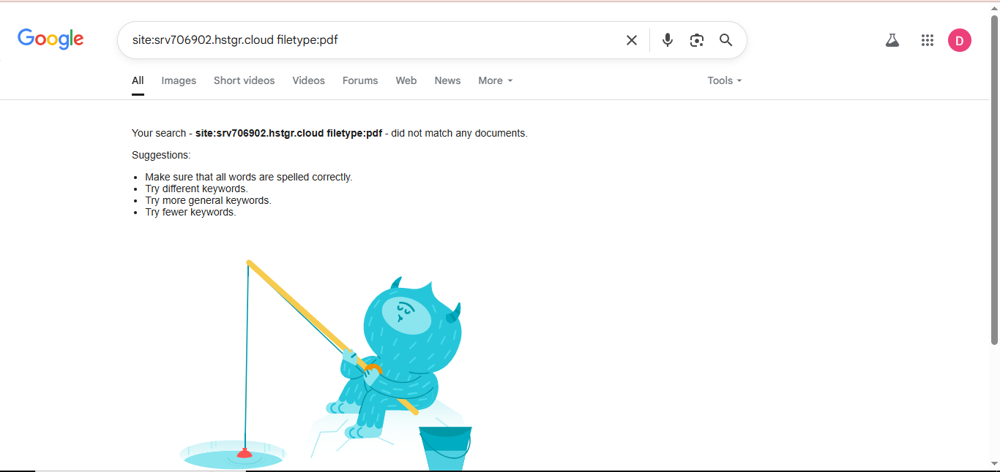 Google
site:srv706902.hstgr.cloud filetype:pdf
D
All Images Short videos Videos Forums Web News More Tools
Your search - site:srv706902.hstgr.cloud filetype:pdf - did not match any documents.
Suggestions:
Make sure that all words are spelled correctly.
Try different keywords.
Try more general keywords.
Try fewer keywords.